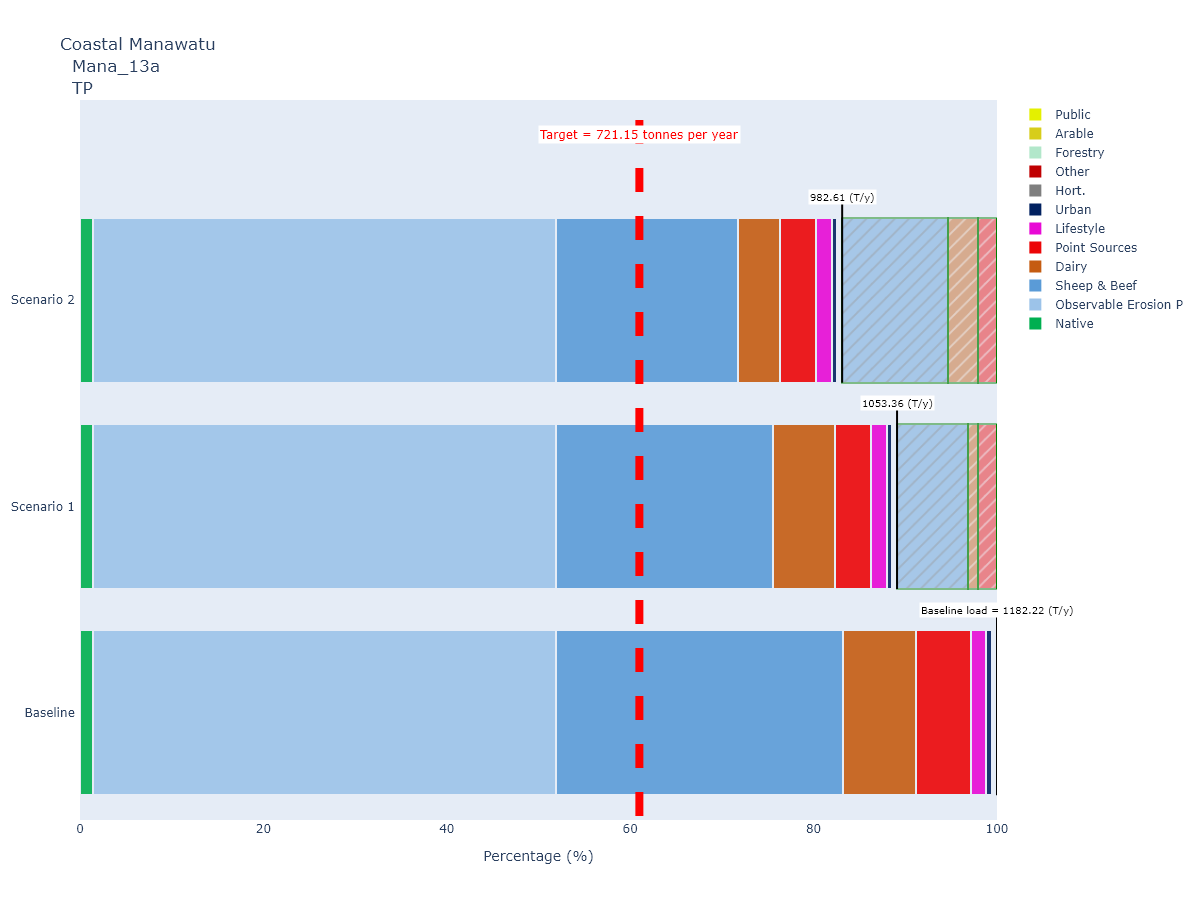 Coastal Manawatu
Mana_13a
TP
Target = 721.15 tonnes per year
982.61 (T/y)
Scenario 2
1053.36 (T/y)
Scenario 1
Baseline load = 1182.22 (T/y)
Baseline
0 20 40 60 80 100
Percentage (%)
Public
Arable
Forestry
Other
Hort.
Urban
Lifestyle
Point Sources
Dairy
Sheep & Beef
Observable Erosion P
Native